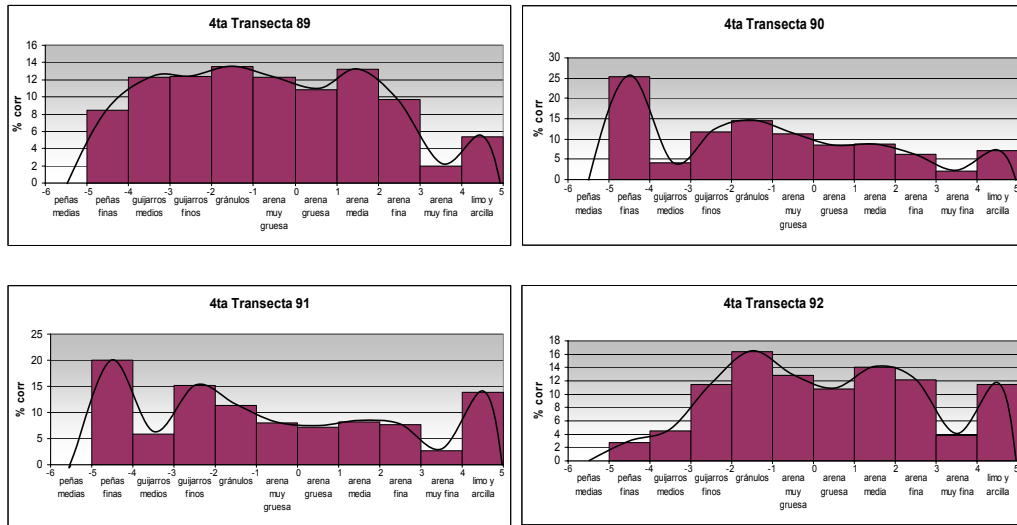 4ta Transecta 89
% corr
16
14
12
10
8
6
4
2
0
-6 -5 -4 -3 -2 -1 0 1 2 3 4 5
peñas medias
peñas finas
guijarros medios
guijarros finos
gránulos
arena muy gruesa
arena gruesa
arena media
arena fina
arena muy fina
limo y arcilla
4ta Transecta 90
% corr
30
25
20
15
10
5
0
-6 -5 -4 -3 -2 -1 0 1 2 3 4 5
peñas medias
peñas finas
guijarros medios
guijarros finos
gránulos
arena muy gruesa
arena gruesa
arena media
arena fina
arena muy fina
limo y arcilla
4ta Transecta 91
% corr
25
20
15
10
5
0
-6 -5 -4 -3 -2 -1 0 1 2 3 4 5
peñas medias
peñas finas
guijarros medios
guijarros finos
gránulos
arena muy gruesa
arena gruesa
arena media
arena fina
arena muy fina
limo y arcilla
4ta Transecta 92
% corr
18
16
14
12
10
8
6
4
2
0
-6 -5 -4 -3 -2 -1 0 1 2 3 4 5
peñas medias
peñas finas
guijarros medios
guijarros finos
gránulos
arena muy gruesa
arena gruesa
arena media
arena fina
arena muy fina
limo y arcilla